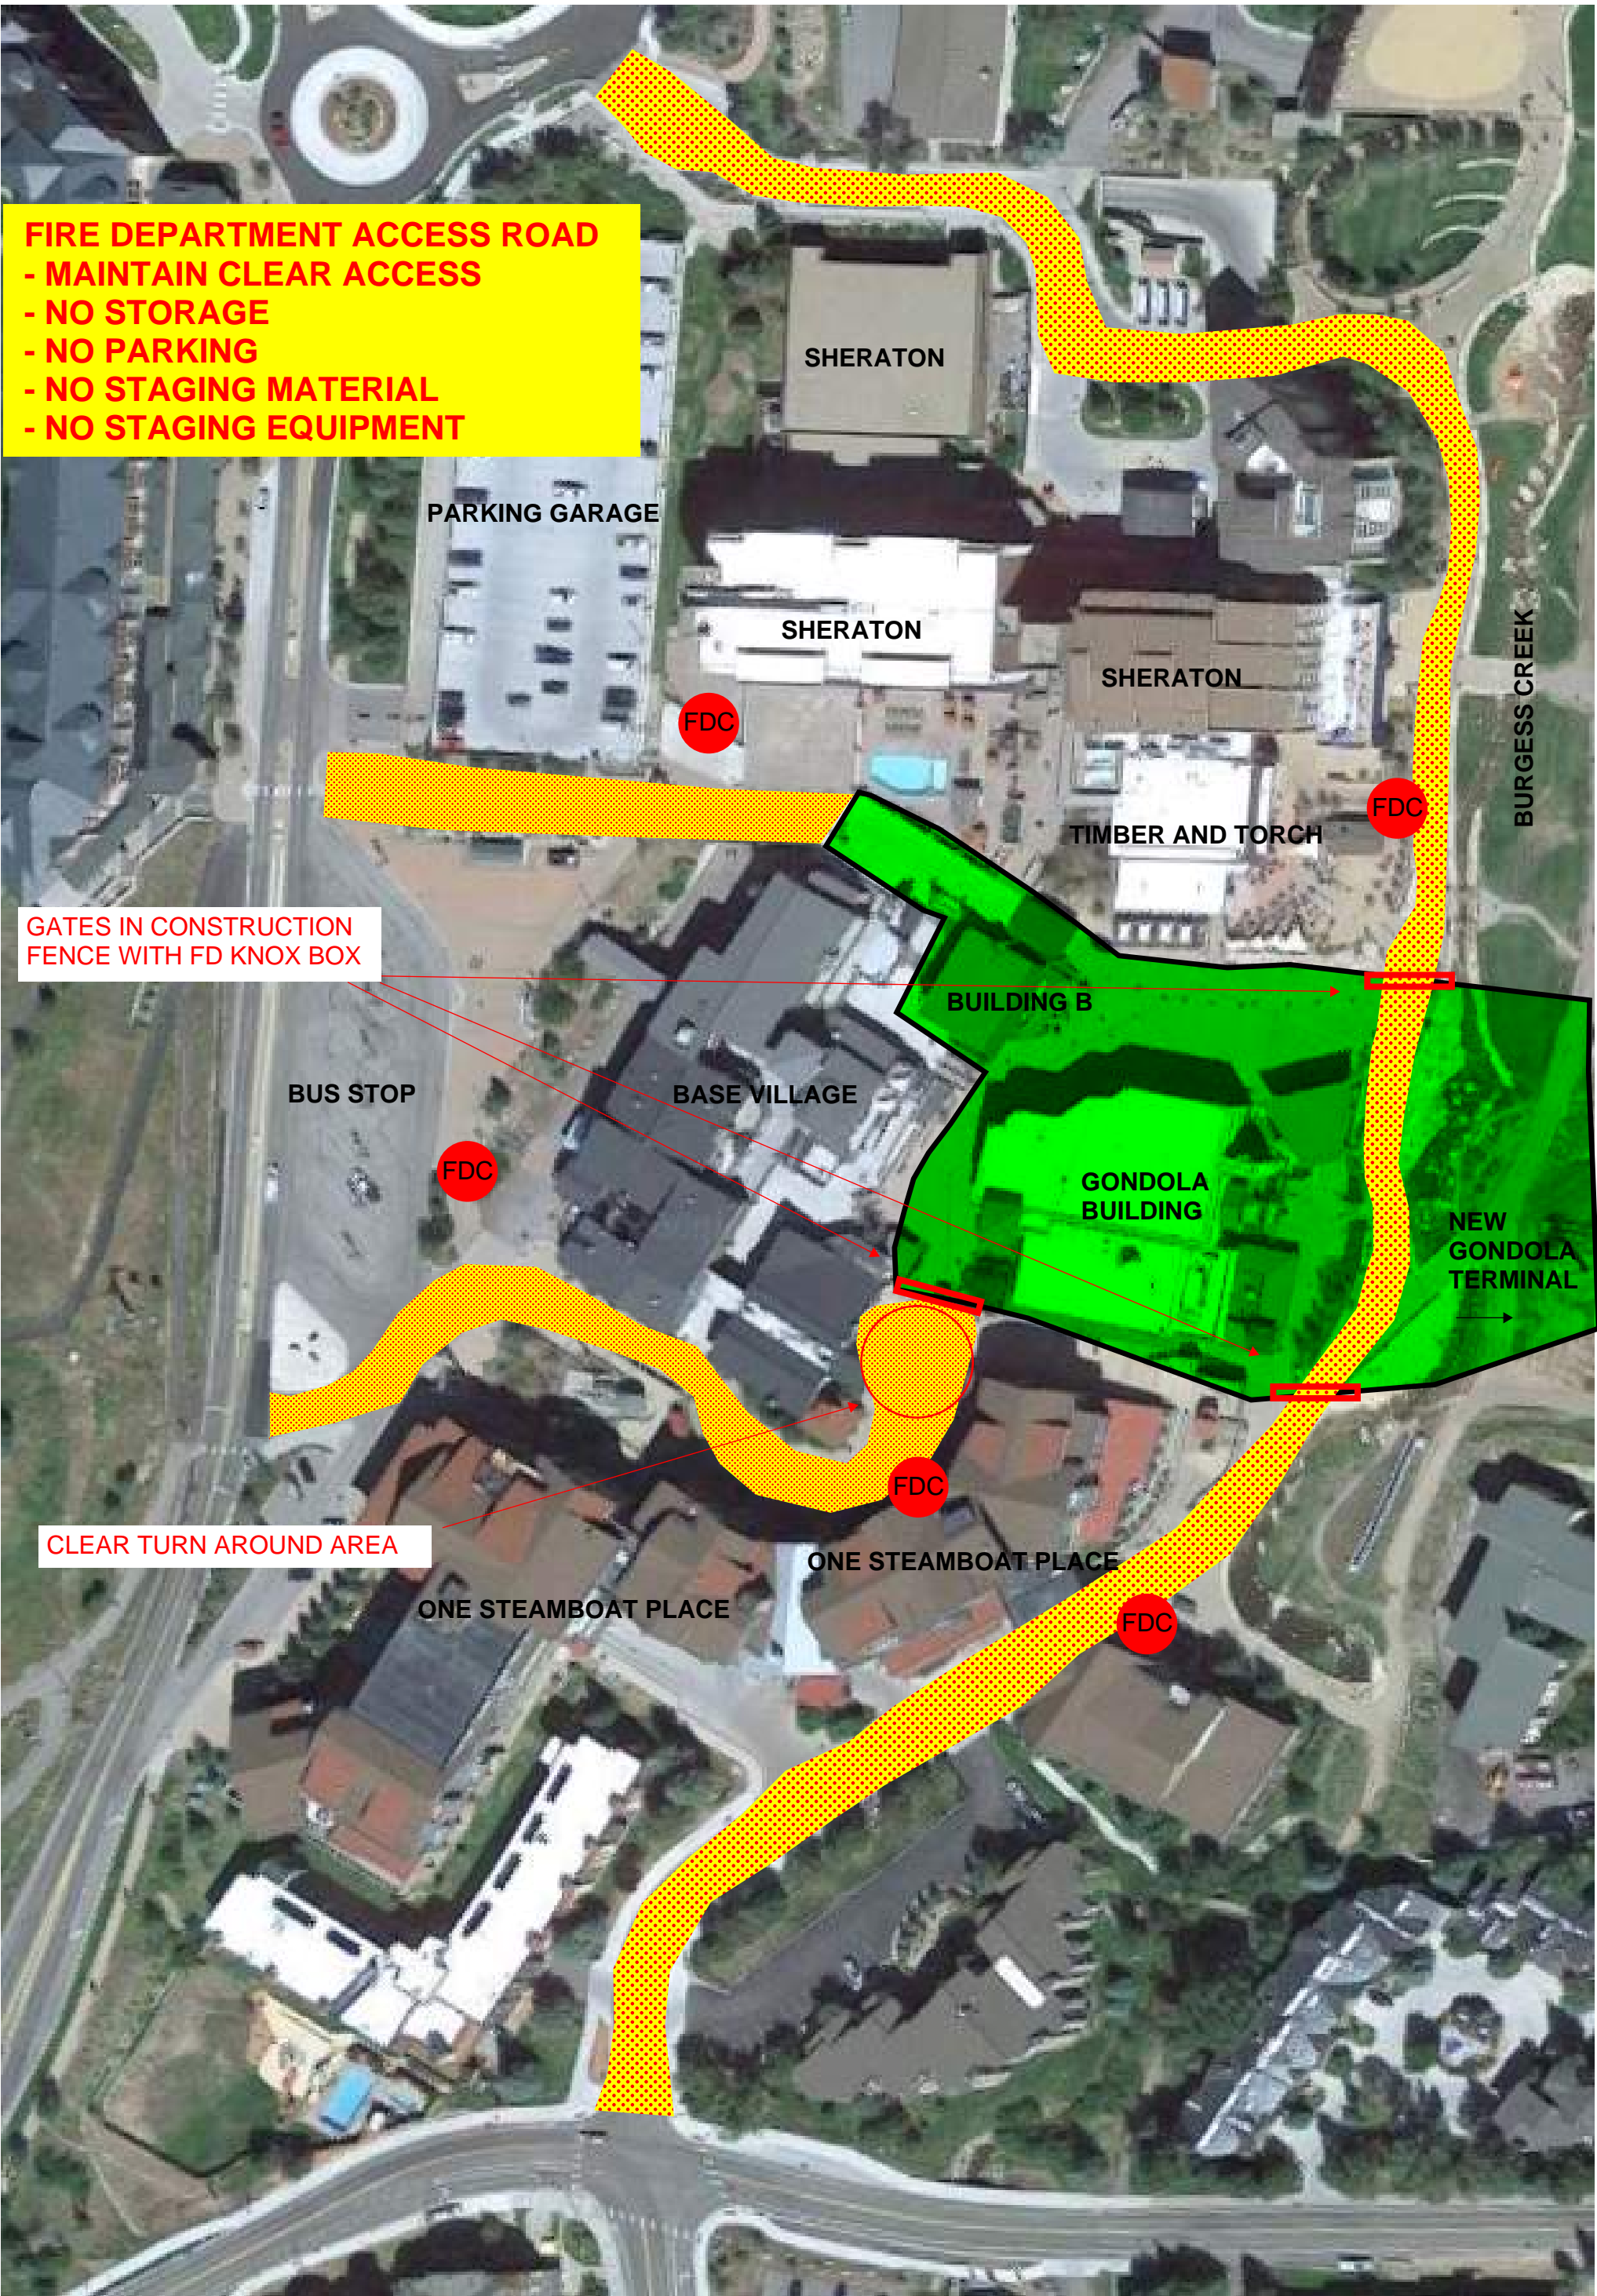 FIRE DEPARTMENT ACCESS ROAD
- MAINTAIN CLEAR ACCESS
- NO STORAGE
- NO PARKING
- NO STAGING MATERIAL
- NO STAGING EQUIPMENT
SHERATON
PARKING GARAGE
SHERATON
SHERATON
BURGESS CREEK
FDC
FDC
TIMBER AND TORCH
GATES IN CONSTRUCTION
FENCE WITH FD KNOX BOX
BUILDING B
BUS STOP
BASE VILLAGE
FDC
GONDOLA
BUILDING
NEW
GONDOLA
TERMINAL
FDC
CLEAR TURN AROUND AREA
ONE STEAMBOAT PLACE
ONE STEAMBOAT PLACE
FDC